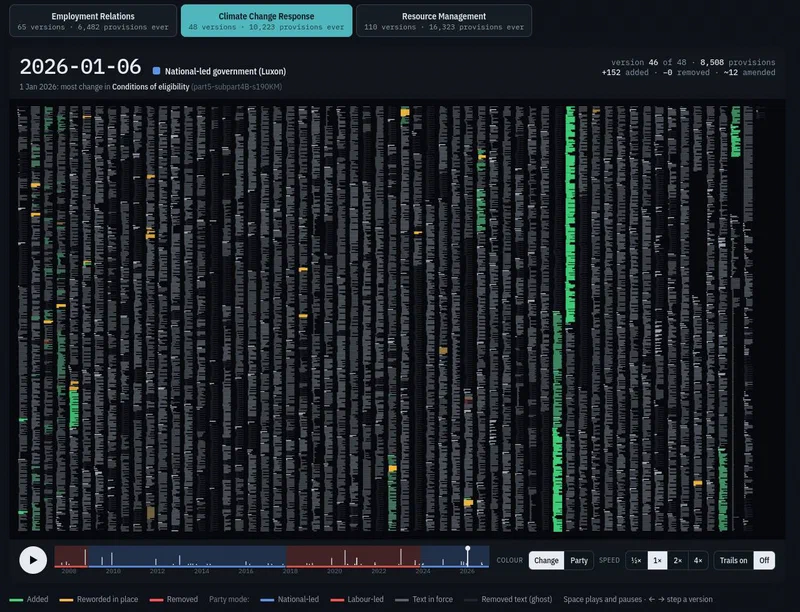 Employment Relations
65 versions · 6,482 provisions ever
Climate Change Response
48 versions · 10,223 provisions ever
Resource Management
110 versions · 16,323 provisions ever
2026-01-06 National-led government (Luxon)
version 46 of 48 · 8,508 provisions
+152 added · −0 removed · ~12 amended
1 Jan 2026: most change in Conditions of eligibility (part5-subpart4B-s190KM)
COLOUR Change Party SPEED ½× 1× 2× 4× Trails on Off
2008 2010 2012 2014 2016 2018 2020 2022 2024 2026
Added Reworded in place Removed Party mode: National-led Labour-led Text in force Removed text (ghost) Space plays and pauses · ← → step a version